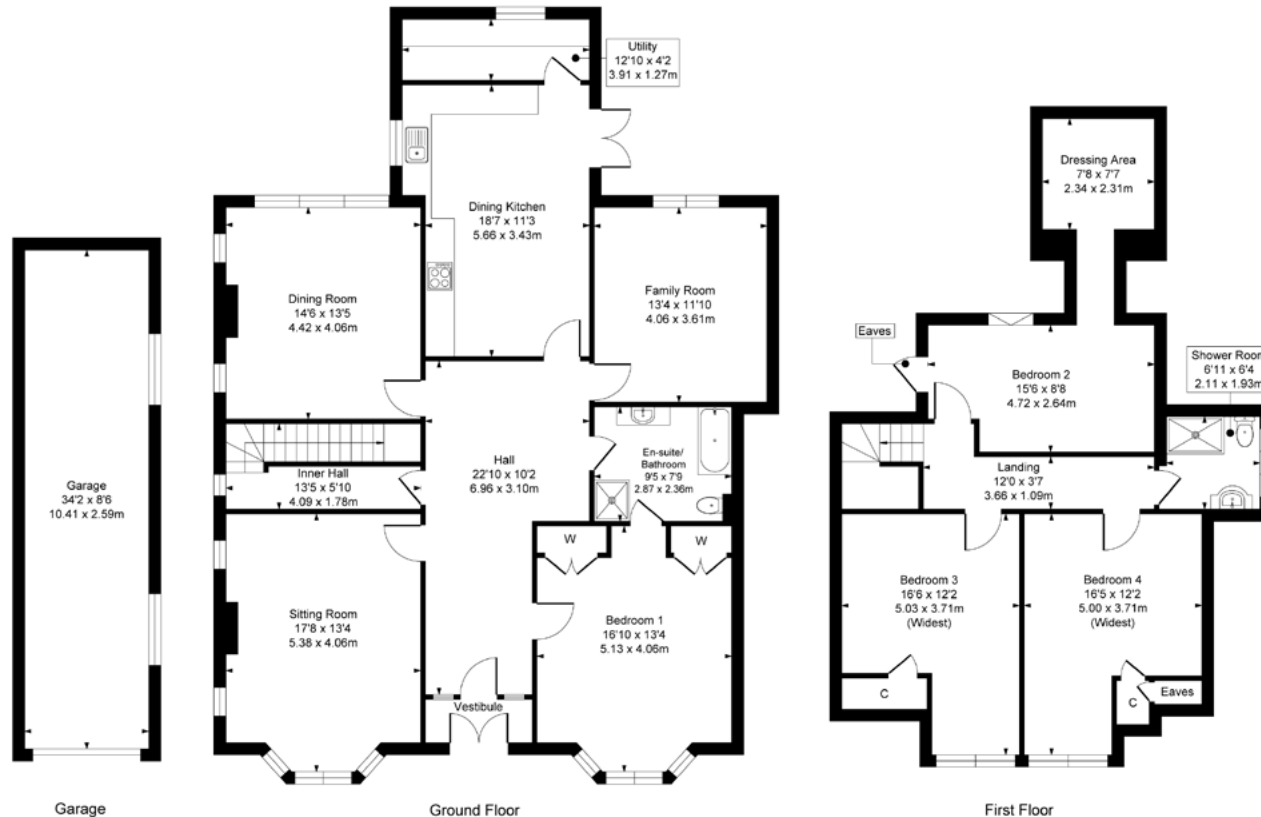 Utility
12'10 x 4'2
3.91 x 1.27m
Dining Kitchen
18'7 x 11'3
5.66 x 3.43m
Dining Room
14'6 x 13'5
4.42 x 4.06m
Family Room
13'4 x 11'10
4.06 x 3.61m
Garage
34'2 x 8'6
10.41 x 2.59m
Hall
22'10 x 10'2
6.96 x 3.10m
En-suite/
Bathroom
9'5 x 7'9
2.87 x 2.36m
Inner Hall
13'5 x 5'10
4.09 x 1.78m
W
W
Sitting Room
17'8 x 13'4
5.38 x 4.06m
Bedroom 1
16'10 x 13'4
5.13 x 4.06m
Vestibule
Dressing Area
7'8 x 7'7
2.34 x 2.31m
Eaves
Bedroom 2
15'6 x 8'8
4.72 x 2.64m
Shower Room
6'11 x 6'4
2.11 x 1.93m
Landing
12'0 x 3'7
3.66 x 1.09m
Bedroom 3
16'6 x 12'2
5.03 x 3.71m
(Widest)
Bedroom 4
16'5 x 12'2
5.00 x 3.71m
(Widest)
C
C
Eaves
Garage
Ground Floor
First Floor